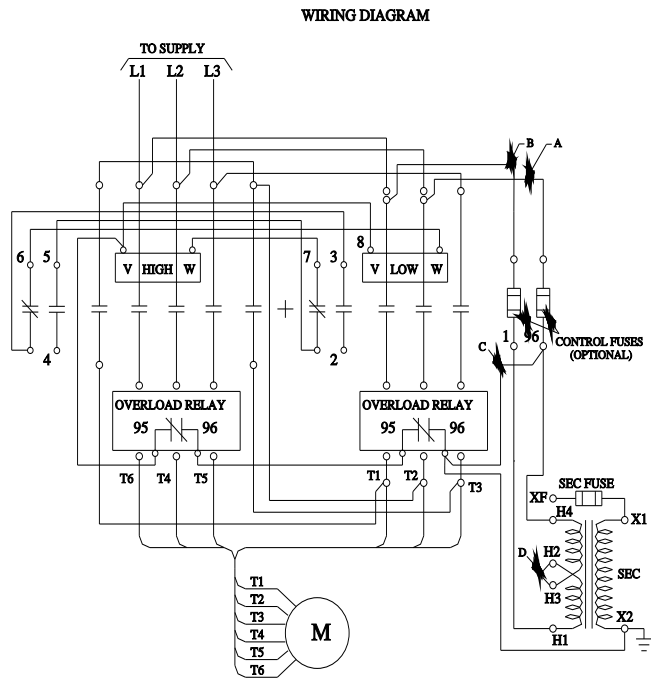 WIRING DIAGRAM
TO SUPPLY
L1 L2 L3
B A
6 5 7 3 8
V HIGH W
V LOW W
1 96
4 2
C
CONTROL FUSES
(OPTIONAL)
OVERLOAD RELAY
95 96
OVERLOAD RELAY
95 96
T6 T4 T5
T1 T2 T3
SEC FUSE
XF
H4 X1
D H2
SEC
H3
X2
H1
T1
T2
T3
T4
T5
T6
M